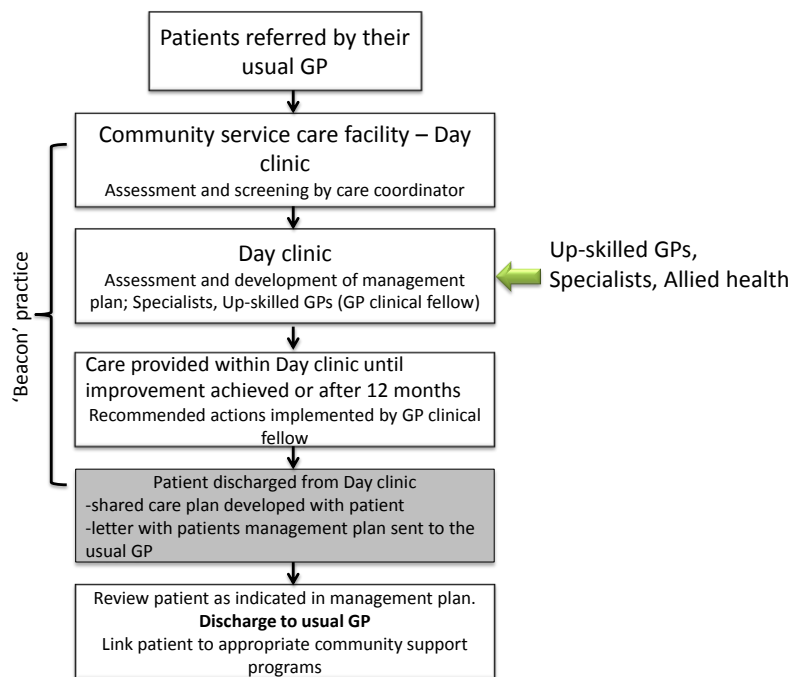 Patients referred by their
usual GP
Community service care facility – Day
clinic
Assessment and screening by care coordinator
Day clinic
Assessment and development of management
plan; Specialists, Up-skilled GPs (GP clinical fellow)
Up-skilled GPs,
Specialists, Allied health
'Beacon' practice
Care provided within Day clinic until
improvement achieved or after 12 months
Recommended actions implemented by GP clinical
fellow
Patient discharged from Day clinic
-shared care plan developed with patient
-letter with patients management plan sent to the
usual GP
Review patient as indicated in management plan.
Discharge to usual GP
Link patient to appropriate community support
programs